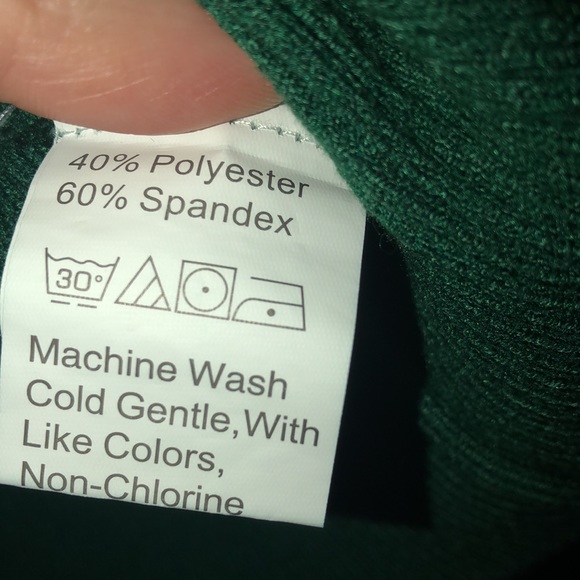 40% Polyester
60% Spandex
30°
Machine Wash
Cold Gentle,With
Like Colors,
Non-Chlorine